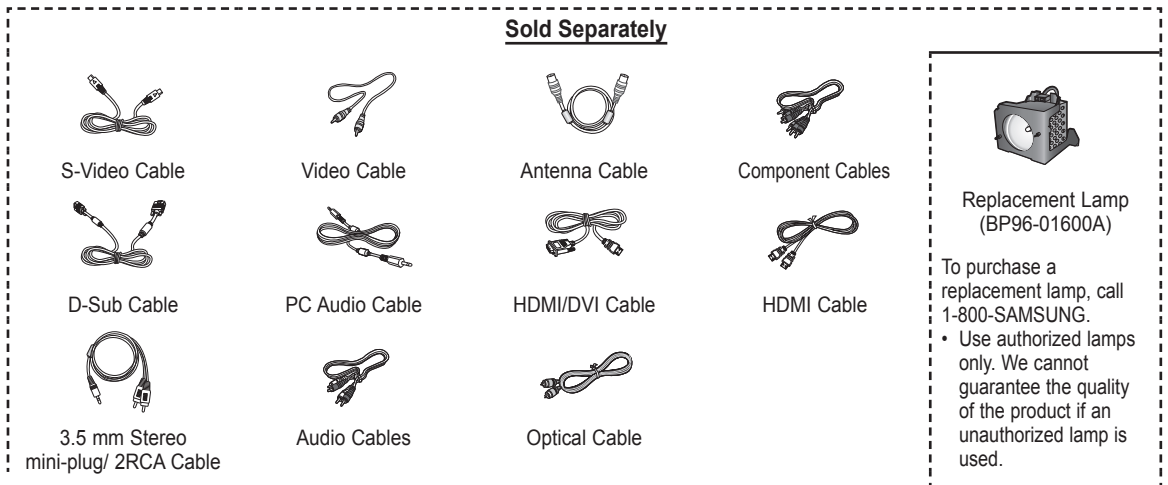 Sold Separately
S-Video Cable
Video Cable
Antenna Cable
Component Cables
D-Sub Cable
PC Audio Cable
HDMI/DVI Cable
HDMI Cable
3.5 mm Stereo
mini-plug/ 2RCA Cable
Audio Cables
Optical Cable
Replacement Lamp
(BP96-01600A)
To purchase a
replacement lamp, call
1-800-SAMSUNG.
• Use authorized lamps
only. We cannot
guarantee the quality
of the product if an
unauthorized lamp is
used.